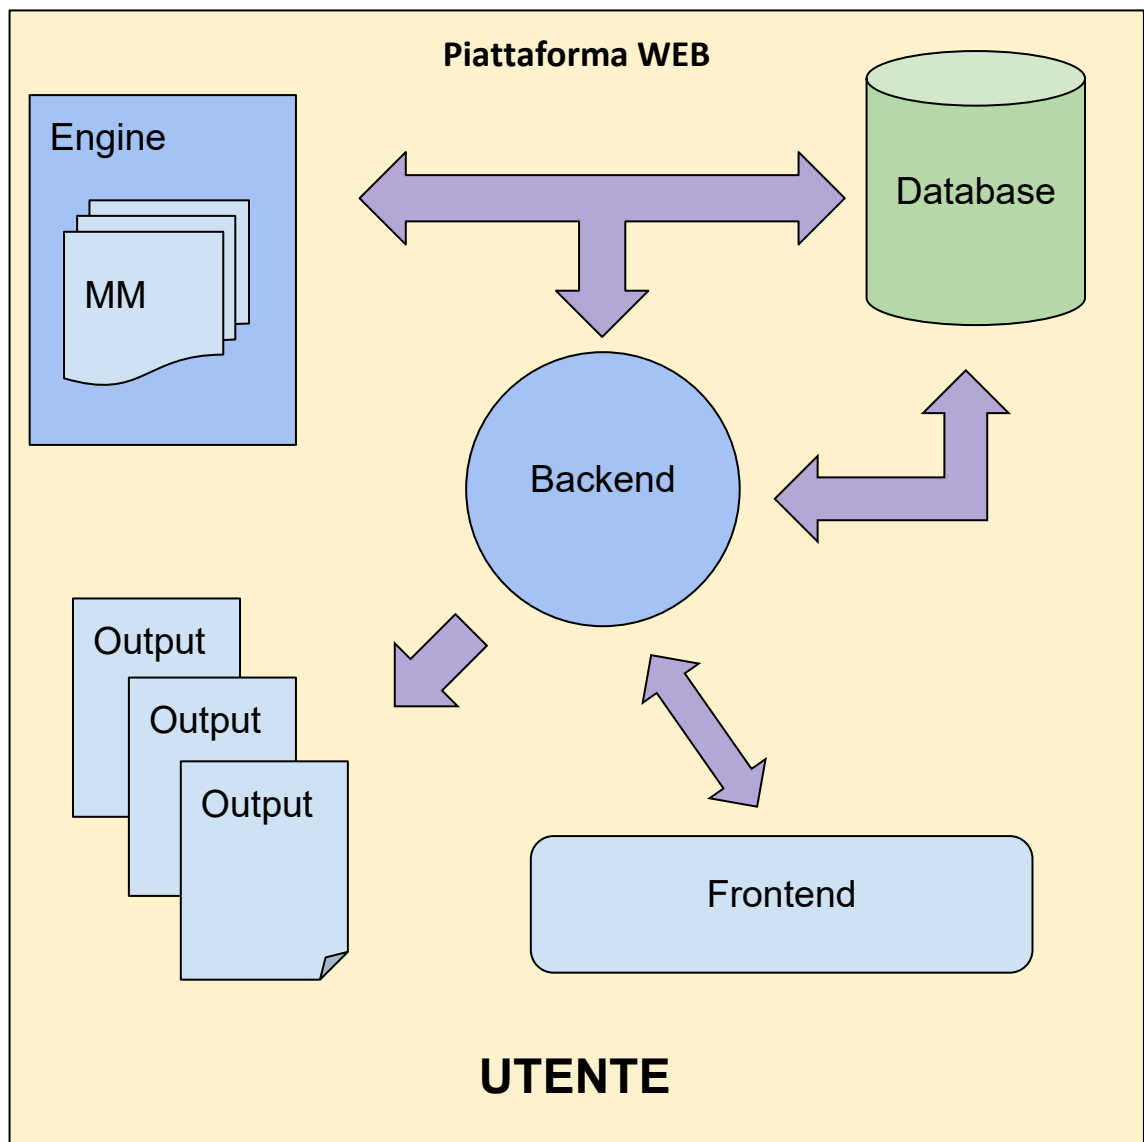 Piattaforma WEB
Engine
MM
Database
Backend
Output
Output
Output
Frontend
UTENTE